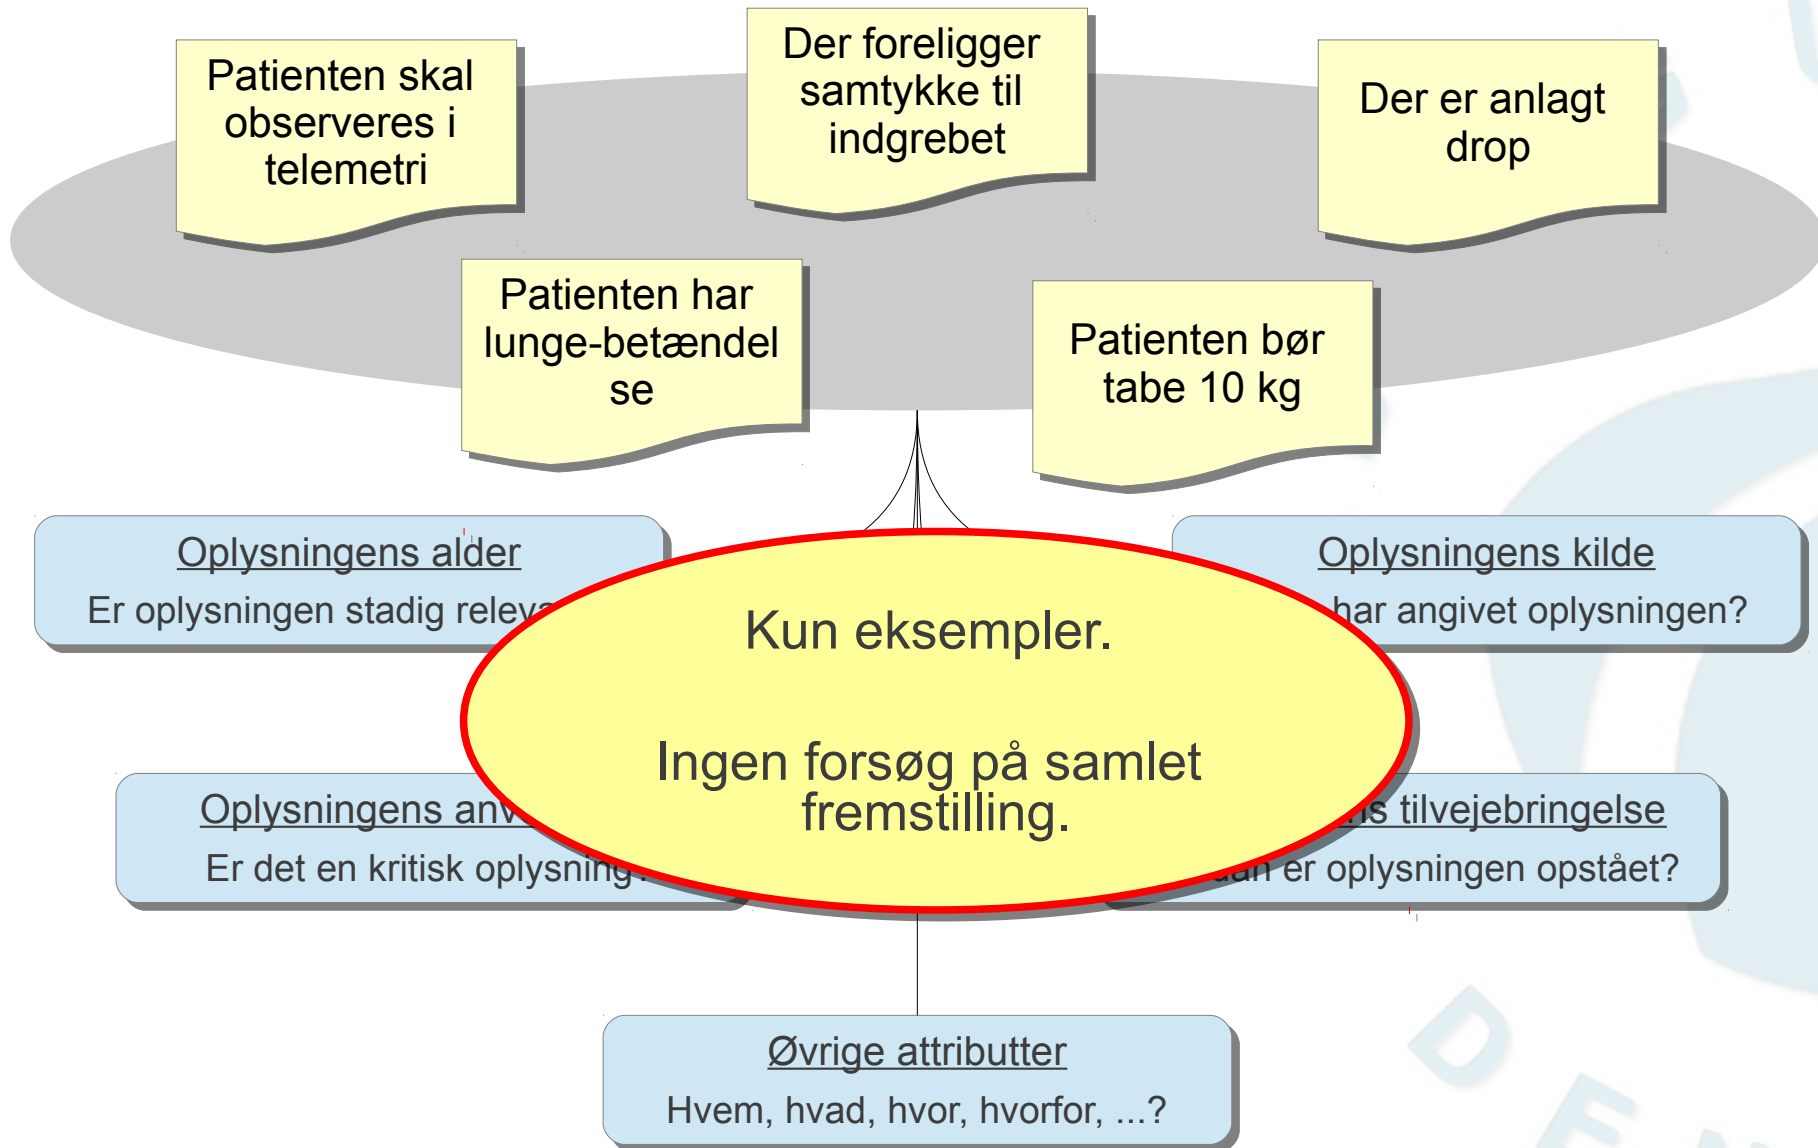 Patienten skal
observeres i
telemetri
Der foreligger
samtykke til
indgrebet
Der er anlagt
drop
Patienten har
lunge-betændel
se
Patienten bør
tabe 10 kg
Oplysningens alder
Er oplysningen stadig
Oplysningens kilde
har angivet oplysningen?
Kun eksempler.
Ingen forsøg på samlet
fremstilling.
Oplysningens
Er det en kritisk oplysning?
tilvejebringelse
er oplysningen opstået?
Øvrige attributter
Hvem, hvad, hvor, hvorfor, ...?